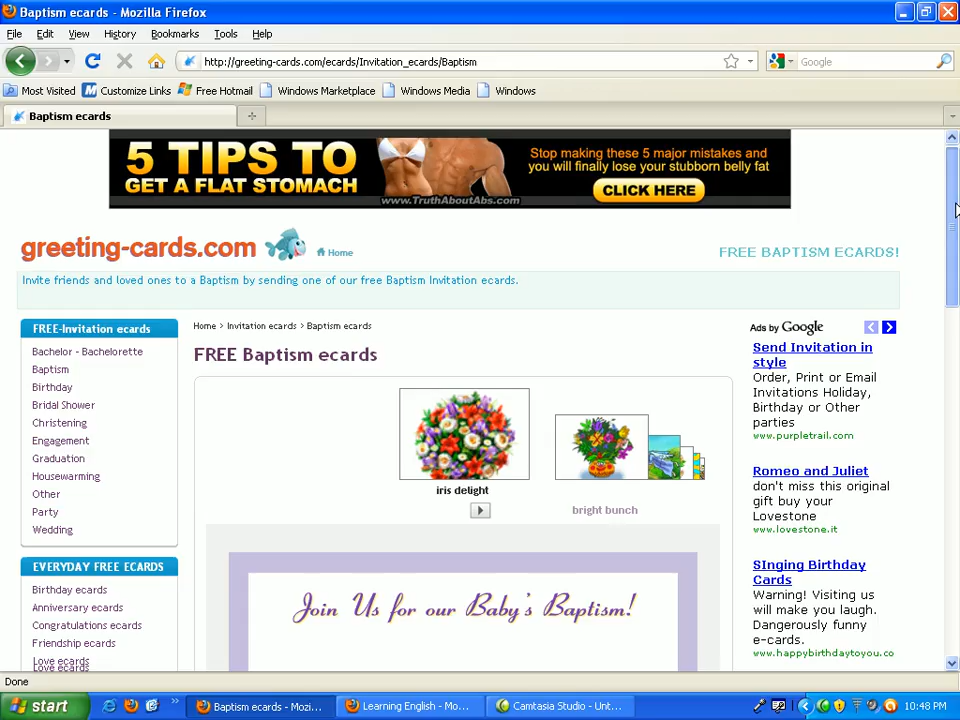 Baptism ecards - Mozilla Firefox
File Edit View History Bookmarks Tools Help
http://greeting-cards.com/ecards/Invitation_ecards/Baptism
Google
Most Visited Customize Links Free Hotmail Windows Marketplace Windows Media Windows
Baptism ecards
5 TIPS TO
GET A FLAT STOMACH
www.TruthAboutAbs.com
Stop making these 5 major mistakes and
you will finally lose your stubborn belly fat
CLICK HERE
greeting-cards.com
Home
FREE BAPTISM ECARDS!
Invite friends and loved ones to a Baptism by sending one of our free Baptism Invitation ecards.
FREE-Invitation ecards
Bachelor - Bachelorette
Baptism
Birthday
Bridal Shower
Christening
Engagement
Graduation
Housewarming
Other
Party
Wedding
EVERYDAY FREE ECARDS
Birthday ecards
Anniversary ecards
Congratulations ecards
Friendship ecards
Love ecards
Love ecards
Home > Invitation ecards > Baptism ecards
FREE Baptism ecards
iris delight
bright bunch
Join Us for our Baby's Baptism!
Ads by Google
Send Invitation in
style
Order, Print or Email
Invitations Holiday,
Birthday or Other
parties
www.purpletrail.com
Romeo and Juliet
don't miss this original
gift buy your
Lovestone
www.lovestone.it
SInging Birthday
Cards
Warning! Visiting us
will make you laugh.
Dangerously funny
e-cards.
www.happybirthdaytoyou.co
Done
start
Baptism ecards - Mozi...
Learning English - Mo...
Camtasia Studio - Unt...
10:48 PM